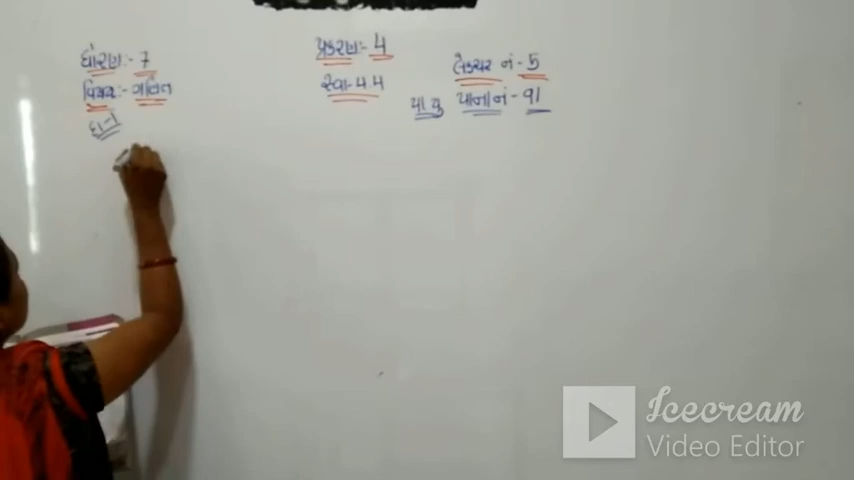 ધોરણ:- 7
વિષય:- ગણિત
દા-1
પ્રકરણ:- 4
સ્વા-4.4
લેક્ચર નં - 5
પા પુ પાના નં - 91
Icecream
Video Editor